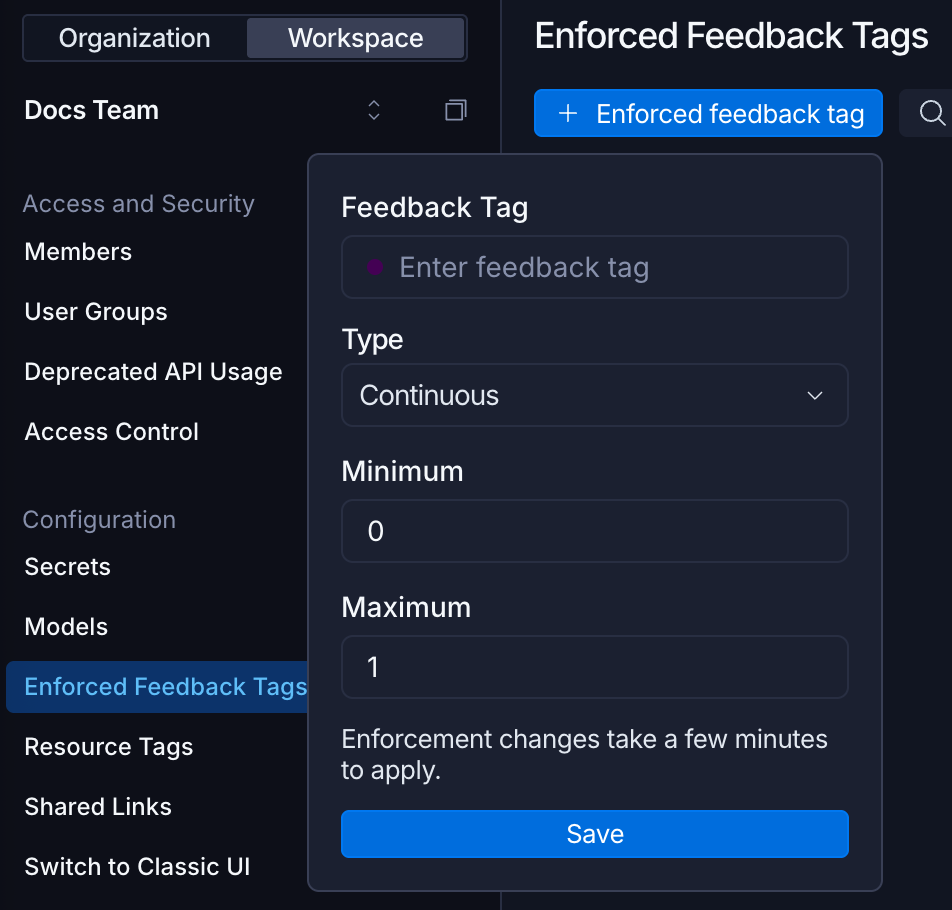 Organization
Workspace
Docs Team
Access and Security
Members
User Groups
Deprecated API Usage
Access Control
Configuration
Secrets
Models
Enforced Feedback Tags
Resource Tags
Shared Links
Switch to Classic UI
Enforced Feedback Tags
+ Enforced feedback tag
Feedback Tag
Enter feedback tag
Type
Continuous
Minimum
0
Maximum
1
Enforcement changes take a few minutes
to apply.
Save